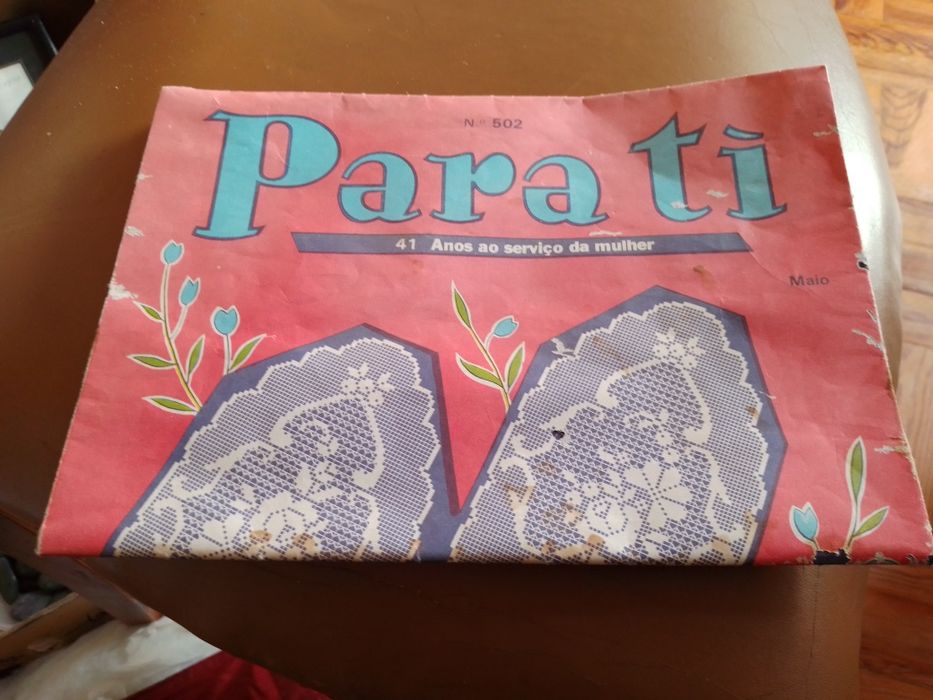 N.º 502
Para ti
41 Anos ao serviço da mulher
Maio